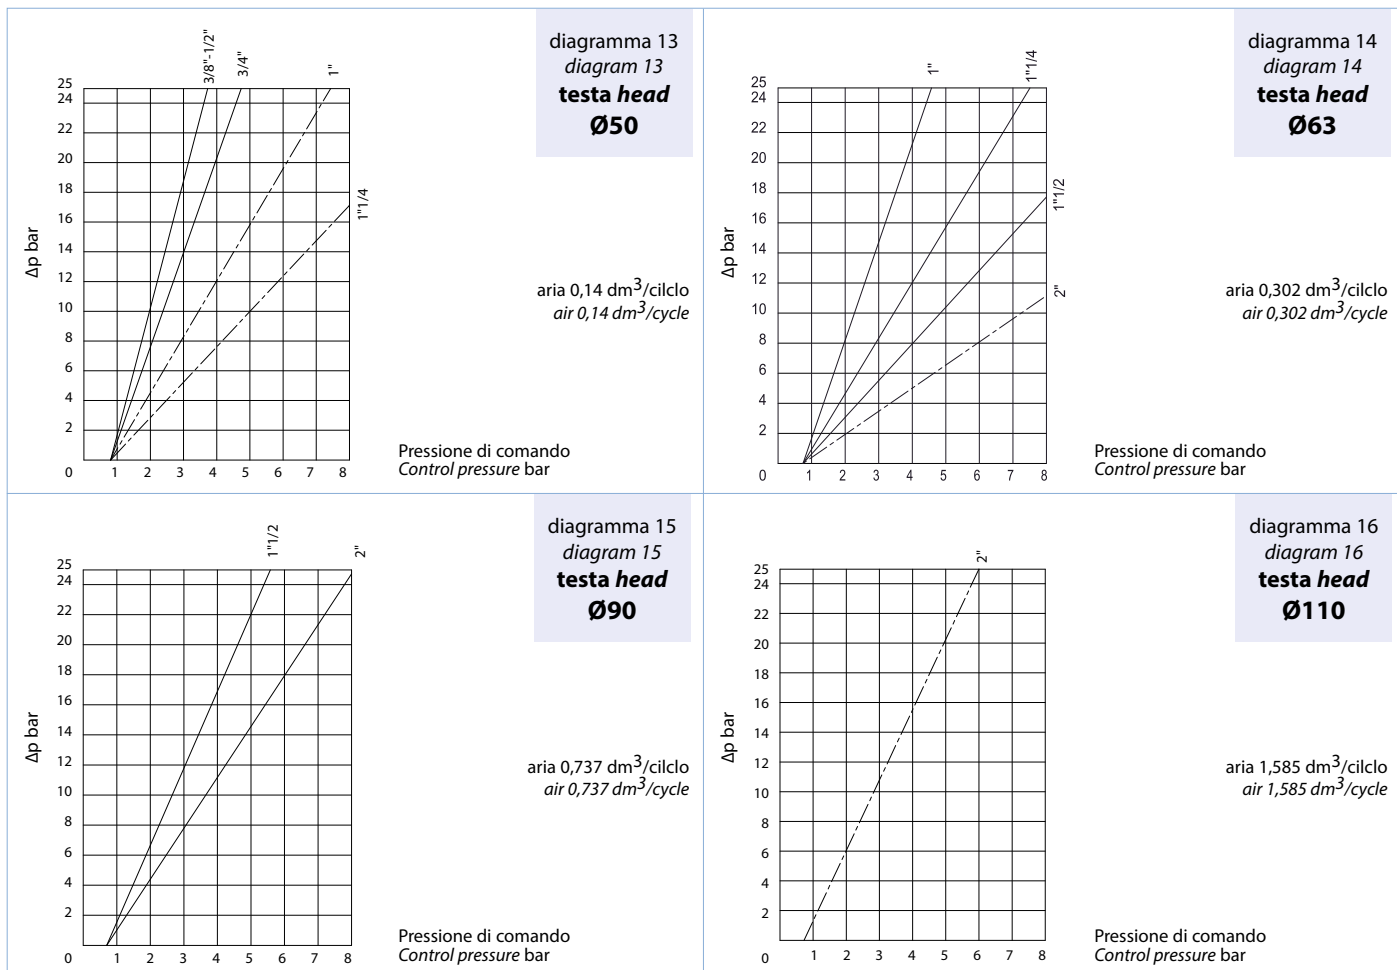 3/8"-1/2"
3/4"
1"
diagramma 13
diagram 13
testa head
Ø50
25
24
22
20
18
16
14
12
10
8
6
4
2
0
1"1/4
Δp bar
aria 0,14 dm3/cilclo
air 0,14 dm3/cycle
1 2 3 4 5 6 7 8
Pressione di comando
Control pressure bar
1"
1"1/4
diagramma 14
diagram 14
testa head
Ø63
25
24
22
20
18
16
14
12
10
8
6
4
2
0
1"1/2
2"
Δp bar
aria 0,302 dm3/cilclo
air 0,302 dm3/cycle
1 2 3 4 5 6 7 8
Pressione di comando
Control pressure bar
1"1/2
2"
diagramma 15
diagram 15
testa head
Ø90
25
24
22
20
18
16
14
12
10
8
6
4
2
0
Δp bar
aria 0,737 dm3/cilclo
air 0,737 dm3/cycle
1 2 3 4 5 6 7 8
Pressione di comando
Control pressure bar
2"
diagramma 16
diagram 16
testa head
Ø110
25
24
22
20
18
16
14
12
10
8
6
4
2
0
Δp bar
aria 1,585 dm3/cilclo
air 1,585 dm3/cycle
1 2 3 4 5 6 7 8
Pressione di comando
Control pressure bar